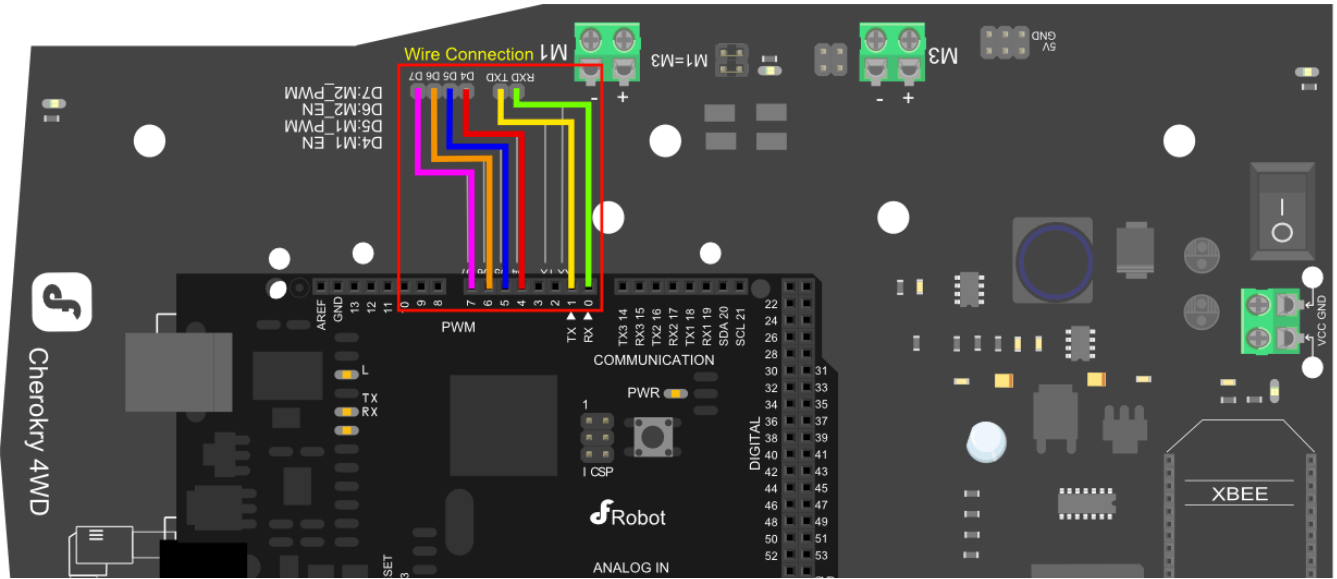 Wire Connection
M1
M1=M3
M3
5V
GND
D7 D6 D5 D4 TXD RXD
D7:M2_PWM
D6:M2_EN
D5:M1_PWM
D4:M1_EN
- +
- +
AREF GND 13 12 11 10 9 8 7 6 5 4 3 2 1 0
PWM
TX RX
TX3 14 RX3 15 TX2 16 RX2 17 TX1 18 RX1 19 SDA 20 SCL 21
COMMUNICATION
VCC GND
Cherokry 4WD
L
TX
RX
PWR
1
ICSP
DIGITAL
22
24
26
28
30 31
32 33
34 35
36 37
38 39
40 41
42 43
44 45
46 47
48 49
50 51
52 53
XBEE
dfRobot
ANALOG IN